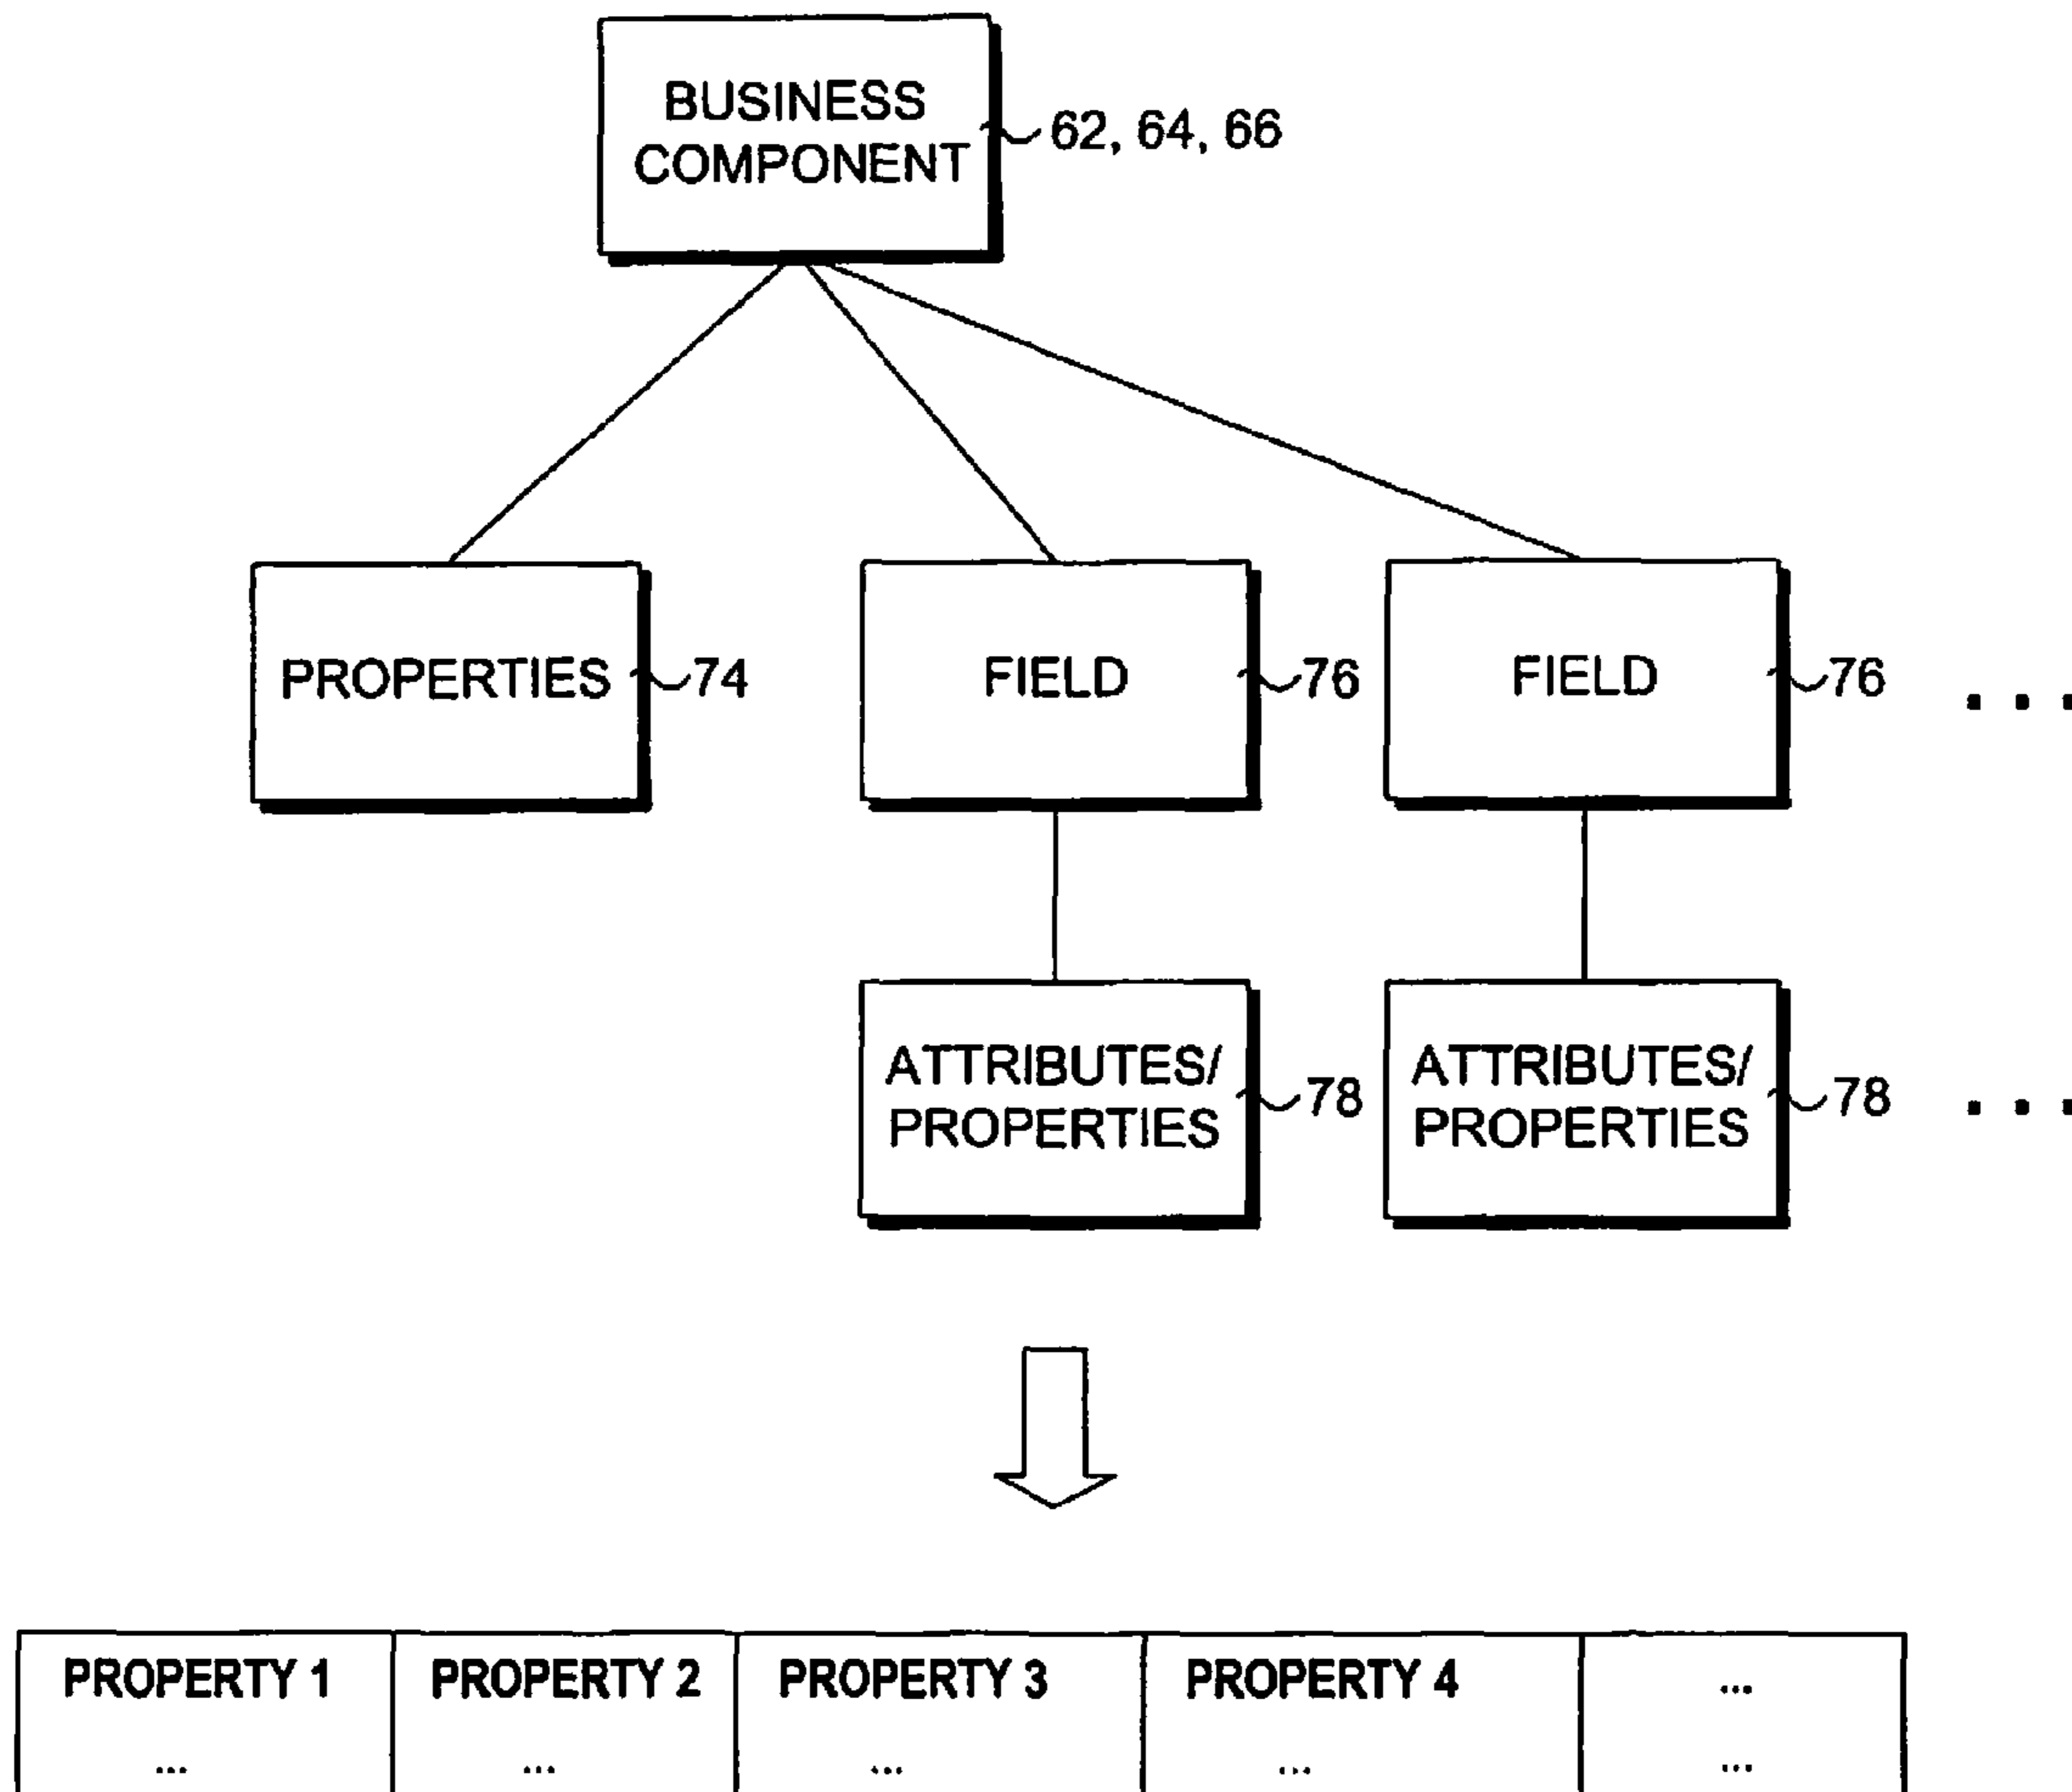 BUSINESS
COMPONENT
62, 64, 66
PROPERTIES
74
FIELD
76
FIELD
76
. . .
ATTRIBUTES/
PROPERTIES
78
ATTRIBUTES/
PROPERTIES
78
. . .
PROPERTY 1 PROPERTY 2 PROPERTY 3 PROPERTY 4 ...
... ... ... ... ...